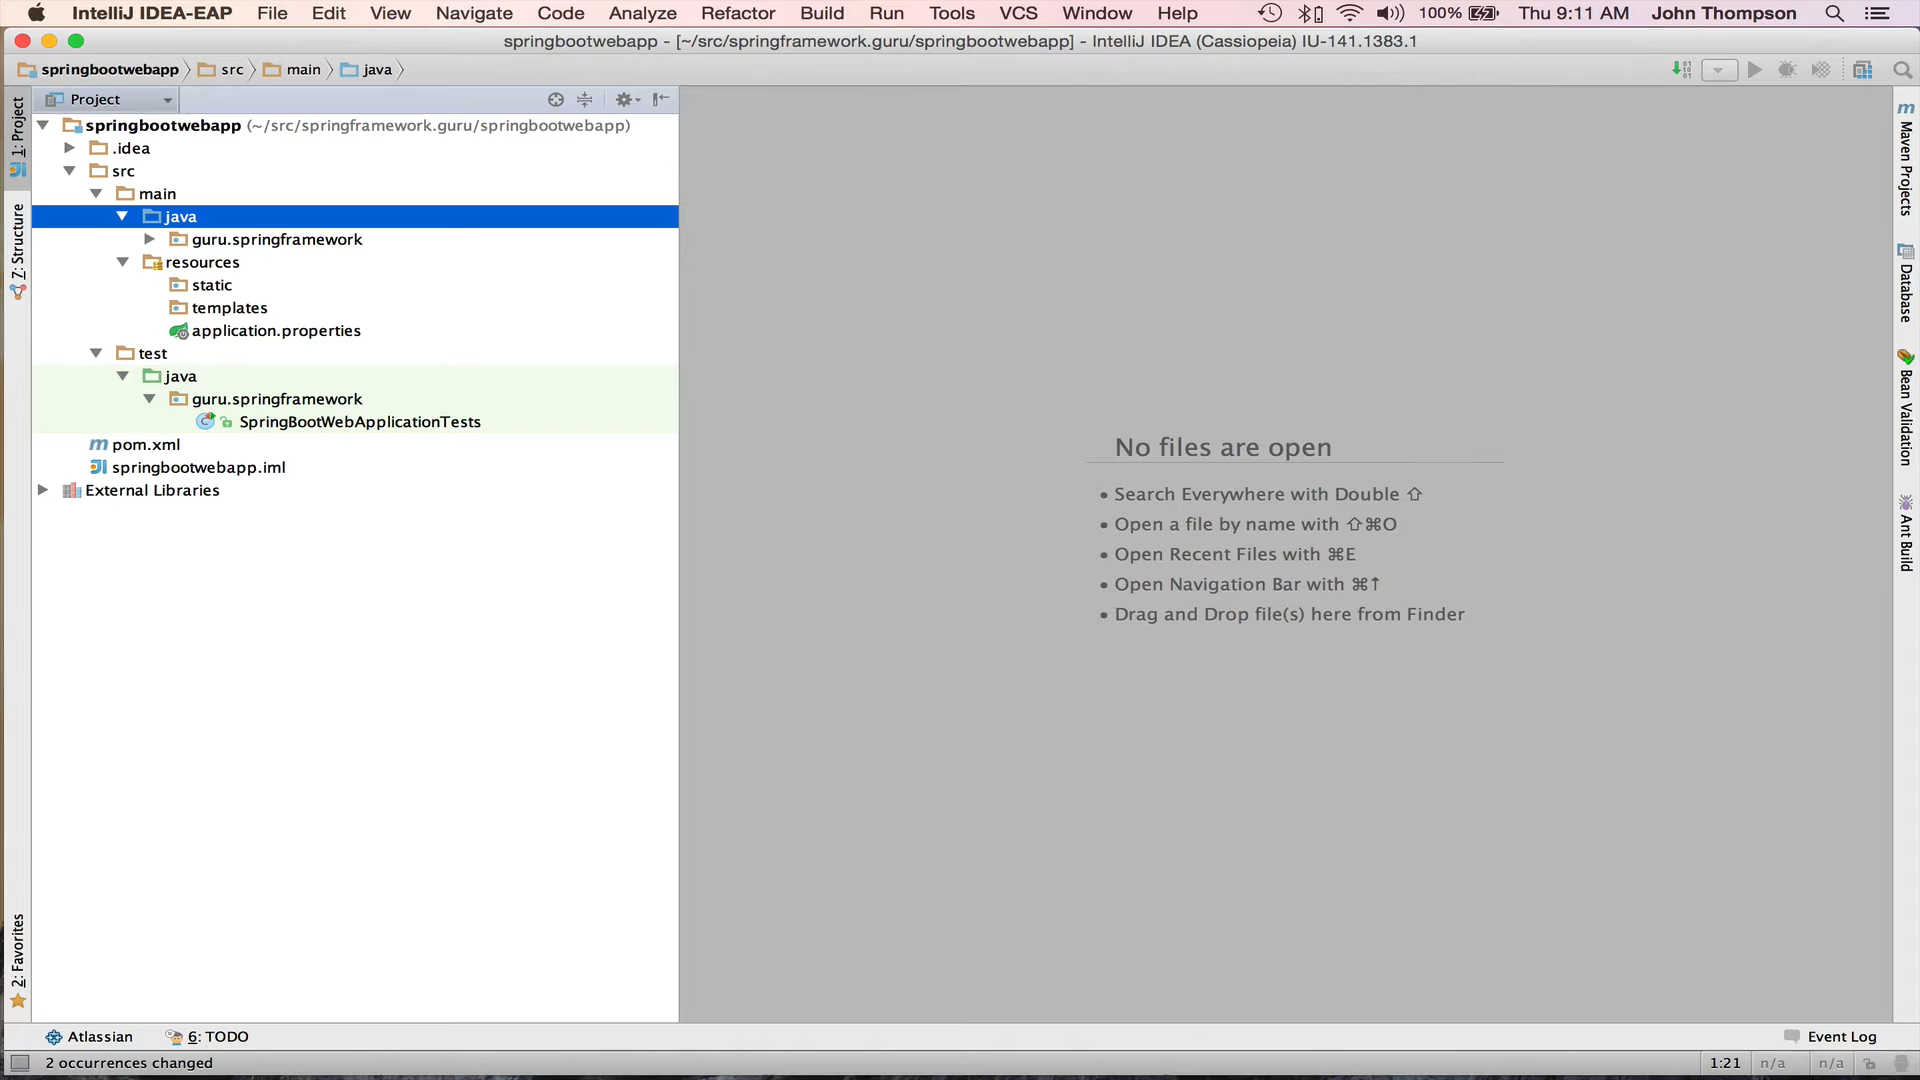 IntelliJ IDEA-EAP File Edit View Navigate Code Analyze Refactor Build Run Tools VCS Window Help 100% Thu 9:11 AM John Thompson
springbootwebapp - [~/src/springframework.guru/springbootwebapp] - IntelliJ IDEA (Cassiopeia) IU-141.1383.1
springbootwebapp src main java
Project
springbootwebapp (~/src/springframework.guru/springbootwebapp)
.idea
src
main
java
guru.springframework
resources
static
templates
application.properties
test
java
guru.springframework
SpringBootWebApplicationTests
pom.xml
springbootwebapp.iml
External Libraries
1: Project
7: Structure
2: Favorites
No files are open
• Search Everywhere with Double ⇧
• Open a file by name with ⇧⌘O
• Open Recent Files with ⌘E
• Open Navigation Bar with ⌘↑
• Drag and Drop file(s) here from Finder
Maven Projects
Database
Bean Validation
Ant Build
Atlassian 6: TODO Event Log
2 occurrences changed 1:21 n/a n/a